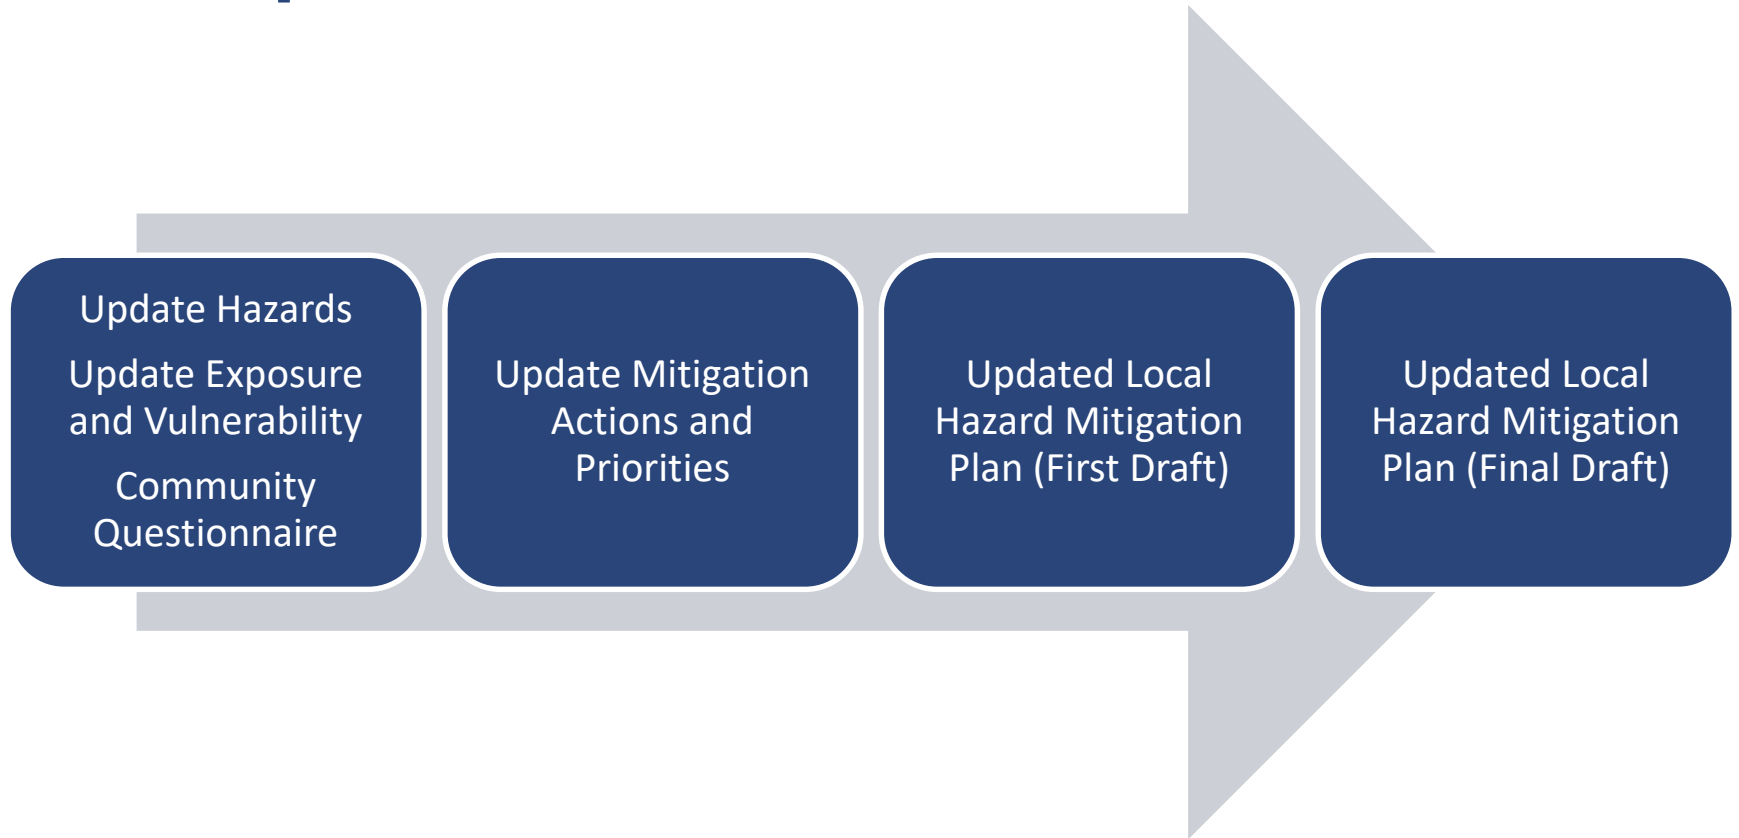 Update Hazards
Update Exposure
and Vulnerability
Community
Questionnaire
Update Mitigation
Actions and
Priorities
Updated Local
Hazard Mitigation
Plan (First Draft)
Updated Local
Hazard Mitigation
Plan (Final Draft)